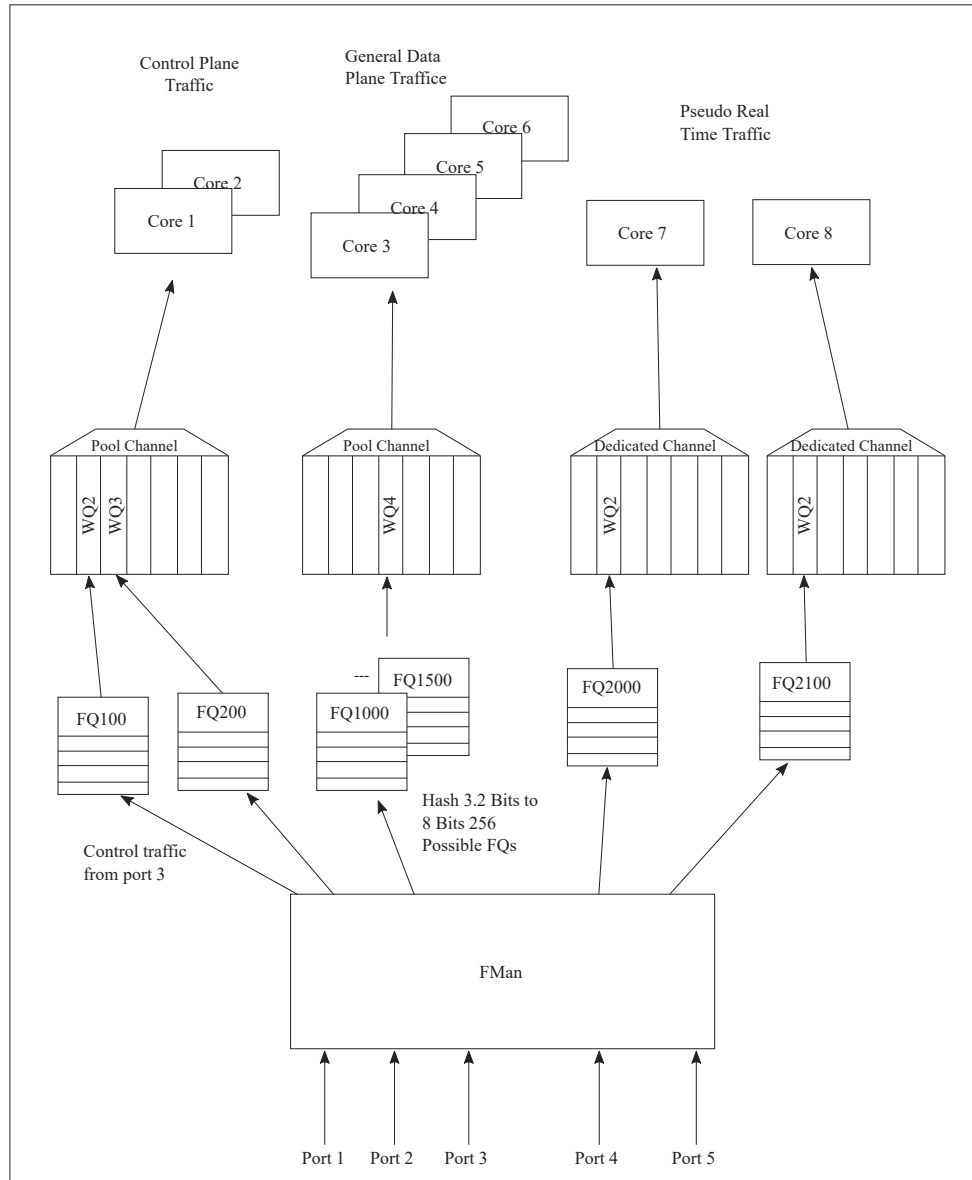 Control Plane
Traffic
General Data
Plane Traffice
Pseudo Real
Time Traffic
Core 6
Core 5
Core 4
Core 3
Core 2
Core 1
Core 7
Core 8
Pool Channel
Pool Channel
Dedicated Channel
Dedicated Channel
WQ2
WQ3
WQ4
WQ2
WQ2
FQ100
FQ200
---
FQ1500
FQ1000
FQ2000
FQ2100
Hash 3.2 Bits to
8 Bits 256
Possible FQs
Control traffic
from port 3
FMan
Port 1
Port 2
Port 3
Port 4
Port 5